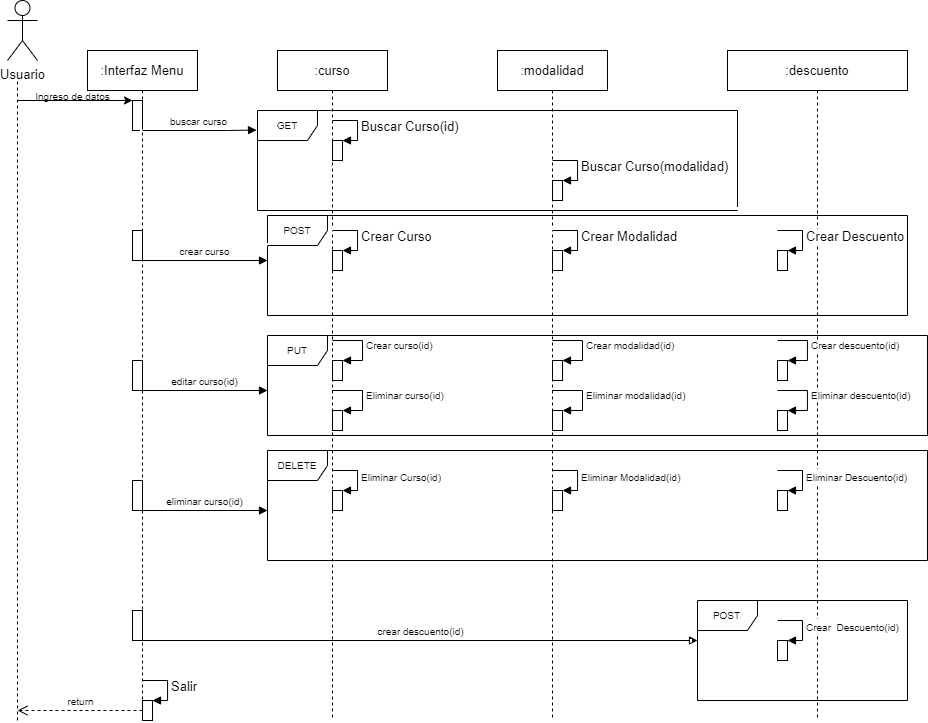 Usuario
:Interfaz Menu
:curso
:modalidad
:descuento
Ingreso de datos
buscar curso
GET
Buscar Curso(id)
Buscar Curso(modalidad)
crear curso
POST
Crear Curso
Crear Modalidad
Crear Descuento
editar curso(id)
PUT
Crear curso(id)
Crear modalidad(id)
Crear descuento(id)
Eliminar curso(id)
Eliminar modalidad(id)
Eliminar descuento(id)
eliminar curso(id)
DELETE
Eliminar Curso(id)
Eliminar Modalidad(id)
Eliminar Descuento(id)
crear descuento(id)
POST
Crear  Descuento(id)
Salir
return